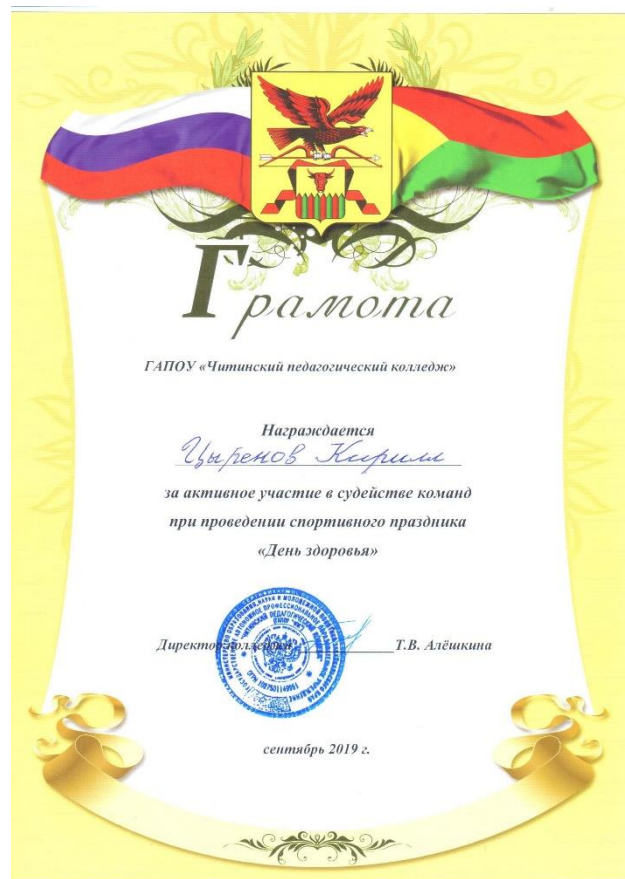 Грамота
ГАПОУ «Читинский педагогический колледж»
Награждается
Цыренов Кирилл
за активное участие в судействе команд
при проведении спортивного праздника
«День здоровья»
Директор колледжа Т.В. Алёшкина
сентябрь 2019 г.